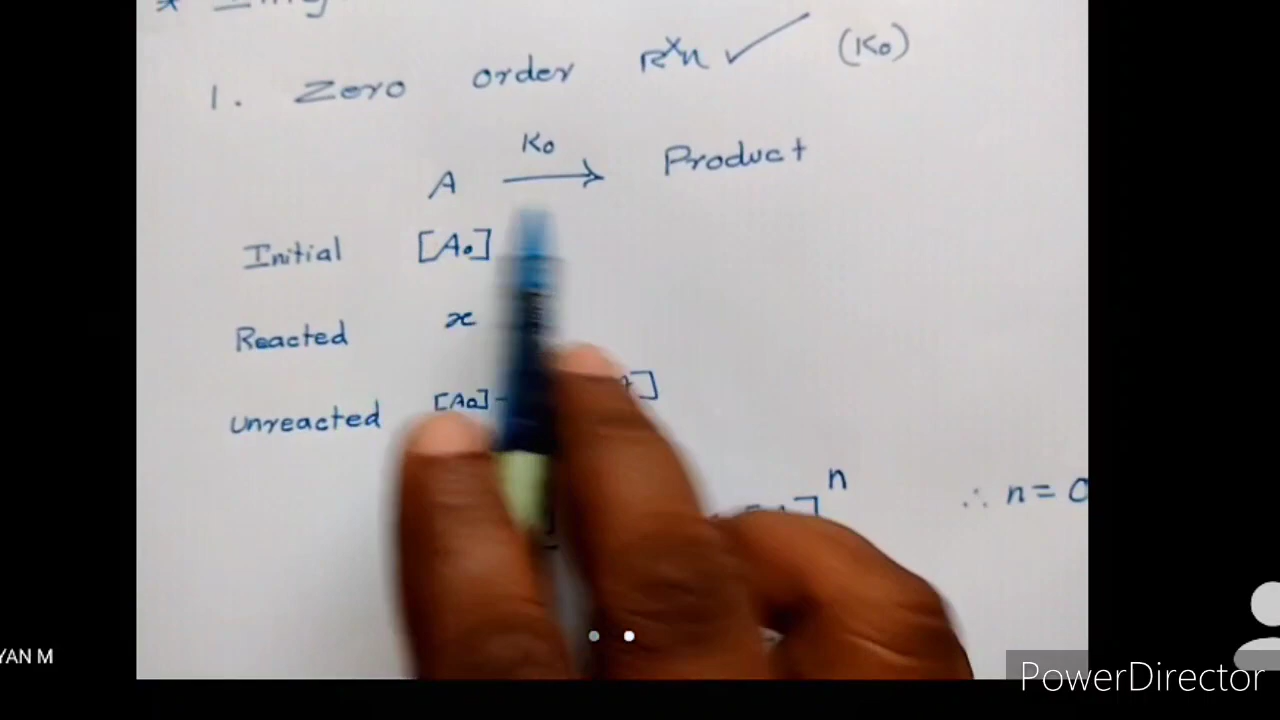 1. Zero order Rxn ✓ (K₀)
K₀
A → Product
Initial [A₀]
Reacted x
Unreacted [A₀] -
n
∴ n = 0
YAN M
PowerDirector